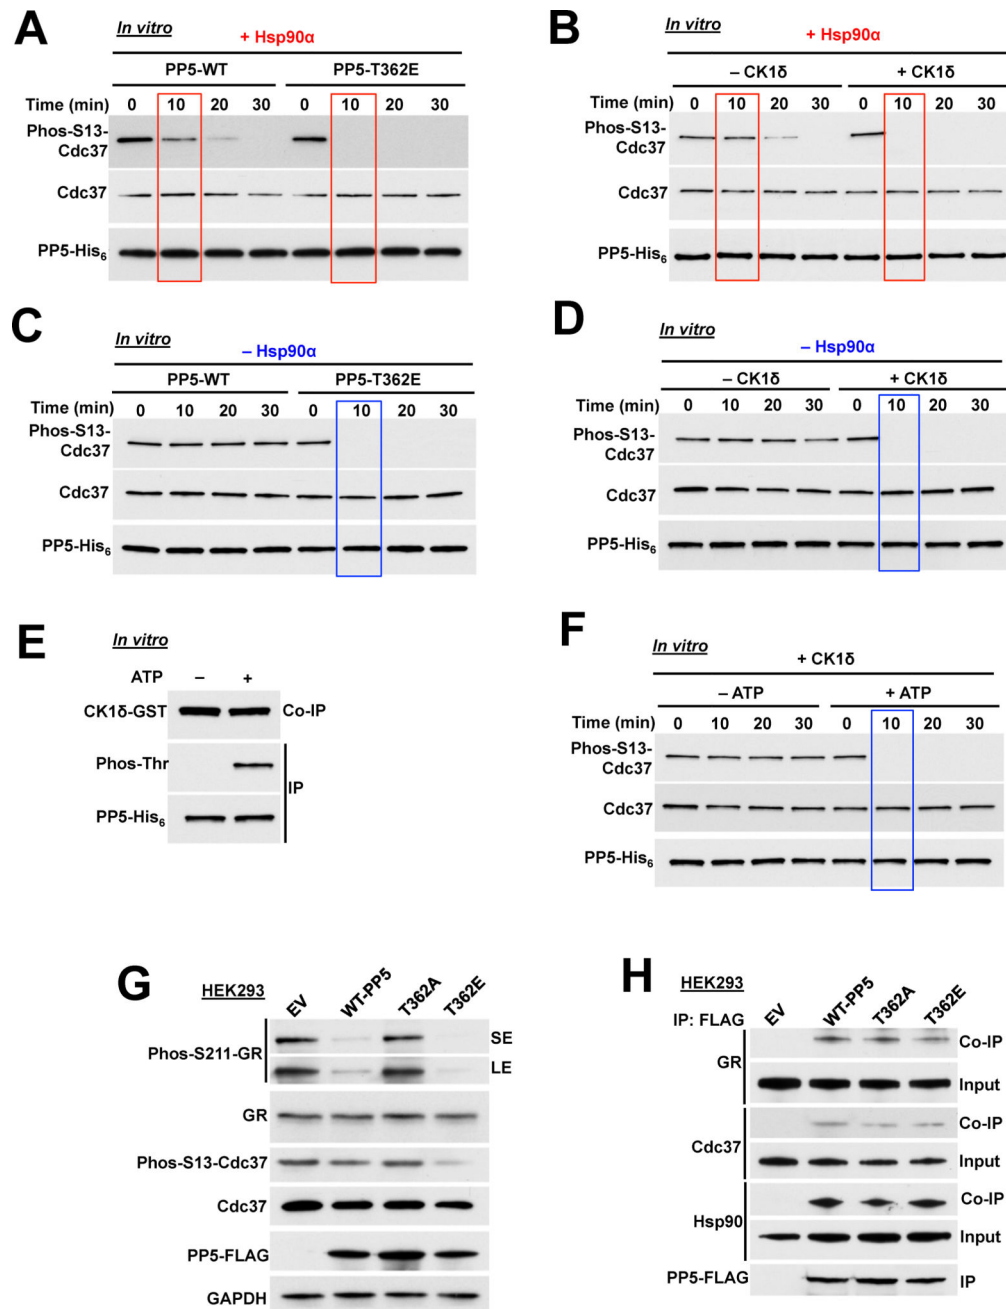 A
In vitro
+ Hsp90α
PP5-WT PP5-T362E
Time (min) 0 10 20 30 0 10 20 30
Phos-S13-
Cdc37
Cdc37
PP5-His6
B
In vitro
+ Hsp90α
– CK1δ + CK1δ
Time (min) 0 10 20 30 0 10 20 30
Phos-S13-
Cdc37
Cdc37
PP5-His6
C
In vitro
– Hsp90α
PP5-WT PP5-T362E
Time (min) 0 10 20 30 0 10 20 30
Phos-S13-
Cdc37
Cdc37
PP5-His6
D
In vitro
– Hsp90α
– CK1δ + CK1δ
Time (min) 0 10 20 30 0 10 20 30
Phos-S13-
Cdc37
Cdc37
PP5-His6
E
In vitro
ATP – +
CK1δ-GST Co-IP
Phos-Thr
IP
PP5-His6
F
In vitro
+ CK1δ
– ATP + ATP
Time (min) 0 10 20 30 0 10 20 30
Phos-S13-
Cdc37
Cdc37
PP5-His6
G
HEK293
EV WT-PP5 T362A T362E
Phos-S211-GR
SE
LE
GR
Phos-S13-Cdc37
Cdc37
PP5-FLAG
GAPDH
H
HEK293
IP: FLAG
EV WT-PP5 T362A T362E
GR
Co-IP
Input
Cdc37
Co-IP
Input
Hsp90
Co-IP
Input
PP5-FLAG IP